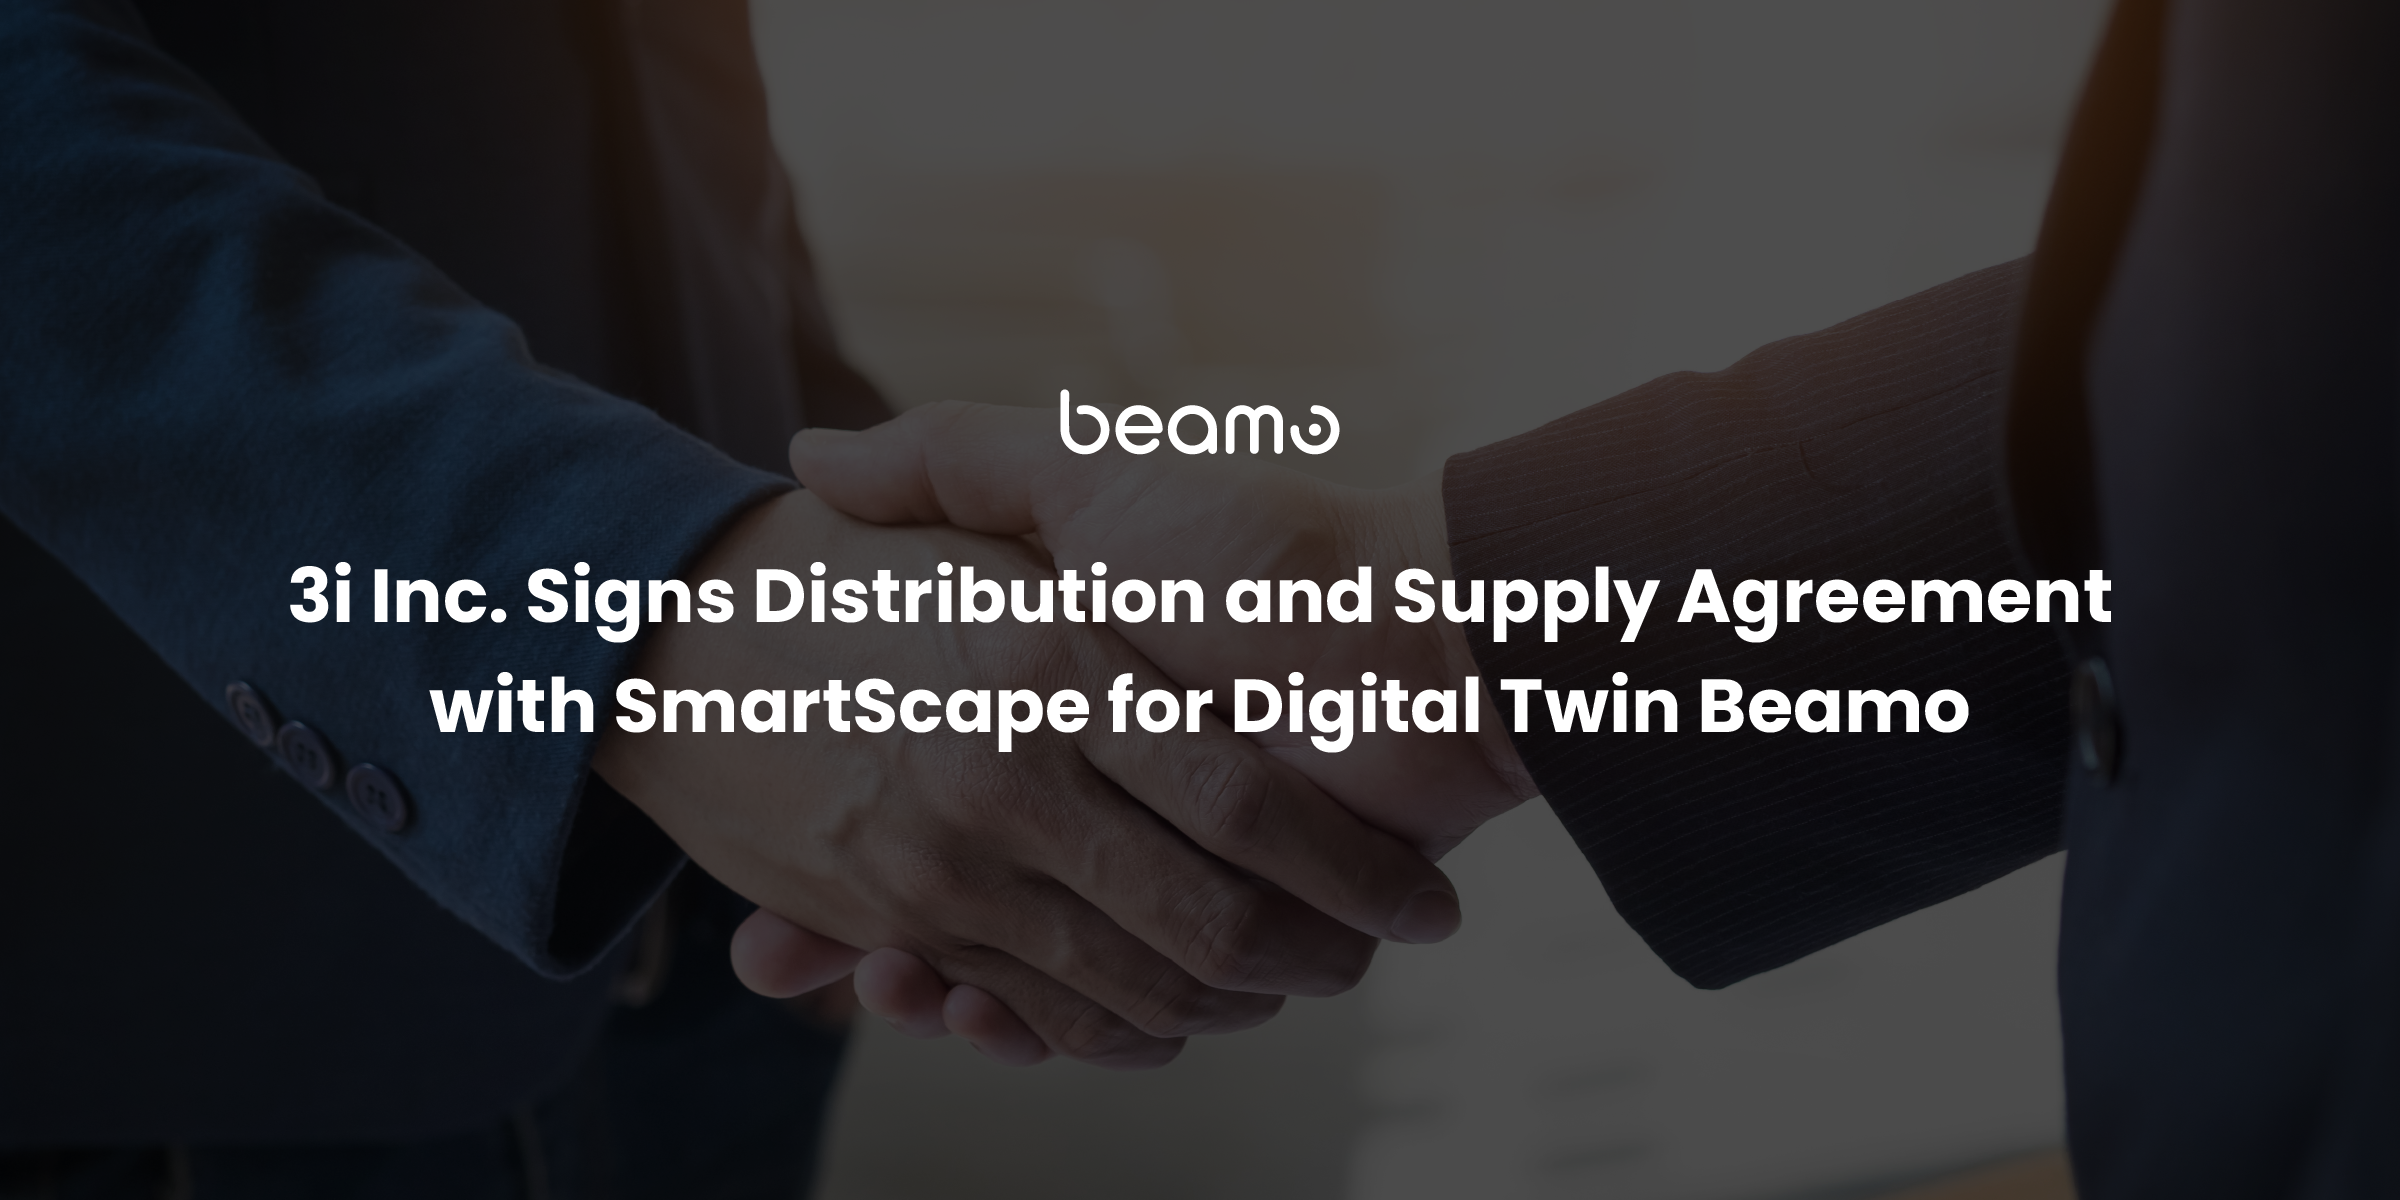 beamo
3i Inc. Signs Distribution and Supply Agreement
with SmartScape for Digital Twin Beamo